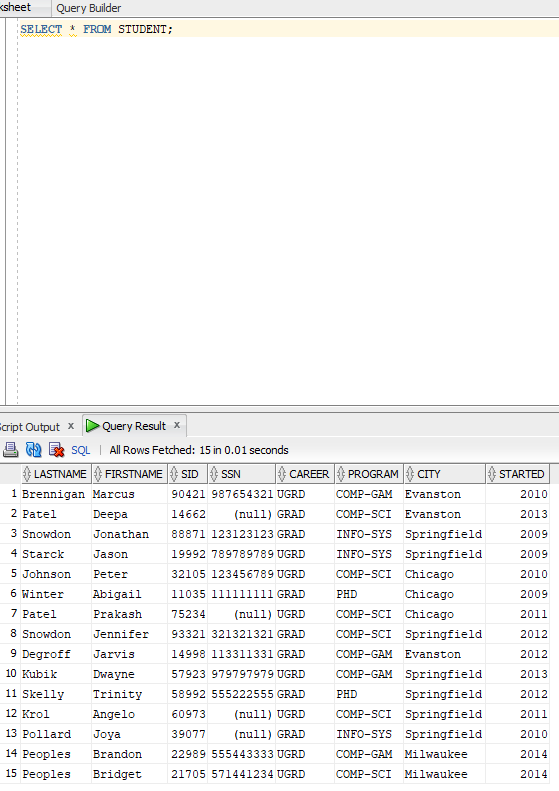 ksheet Query Builder
SELECT * FROM STUDENT;
Script Output x Query Result x
SQL | All Rows Fetched: 15 in 0.01 seconds
LASTNAME FIRSTNAME SID SSN CAREER PROGRAM CITY STARTED
1 Brennigan Marcus 90421 987654321 UGRD COMP-GAM Evanston 2010
2 Patel Deepa 14662 (null) UGRD COMP-SCI Evanston 2013
3 Snowdon Jonathan 88871 123123123 GRAD INFO-SYS Springfield 2009
4 Starck Jason 19992 789789789 UGRD INFO-SYS Springfield 2009
5 Johnson Peter 32105 123456789 UGRD COMP-SCI Chicago 2010
6 Winter Abigail 11035 111111111 GRAD PHD Chicago 2009
7 Patel Prakash 75234 (null) UGRD COMP-SCI Chicago 2011
8 Snowdon Jennifer 93321 321321321 GRAD COMP-SCI Springfield 2012
9 Degroff Jarvis 14998 113311331 GRAD COMP-GAM Evanston 2012
10 Kubik Dwayne 57923 979797979 UGRD COMP-GAM Springfield 2013
11 Skelly Trinity 58992 555222555 GRAD PHD Springfield 2012
12 Krol Angelo 60973 (null) UGRD COMP-SCI Springfield 2011
13 Pollard Joya 39077 (null) GRAD INFO-SYS Springfield 2010
14 Peoples Brandon 22989 555443333 UGRD COMP-GAM Milwaukee 2014
15 Peoples Bridget 21705 571441234 UGRD COMP-SCI Milwaukee 2014